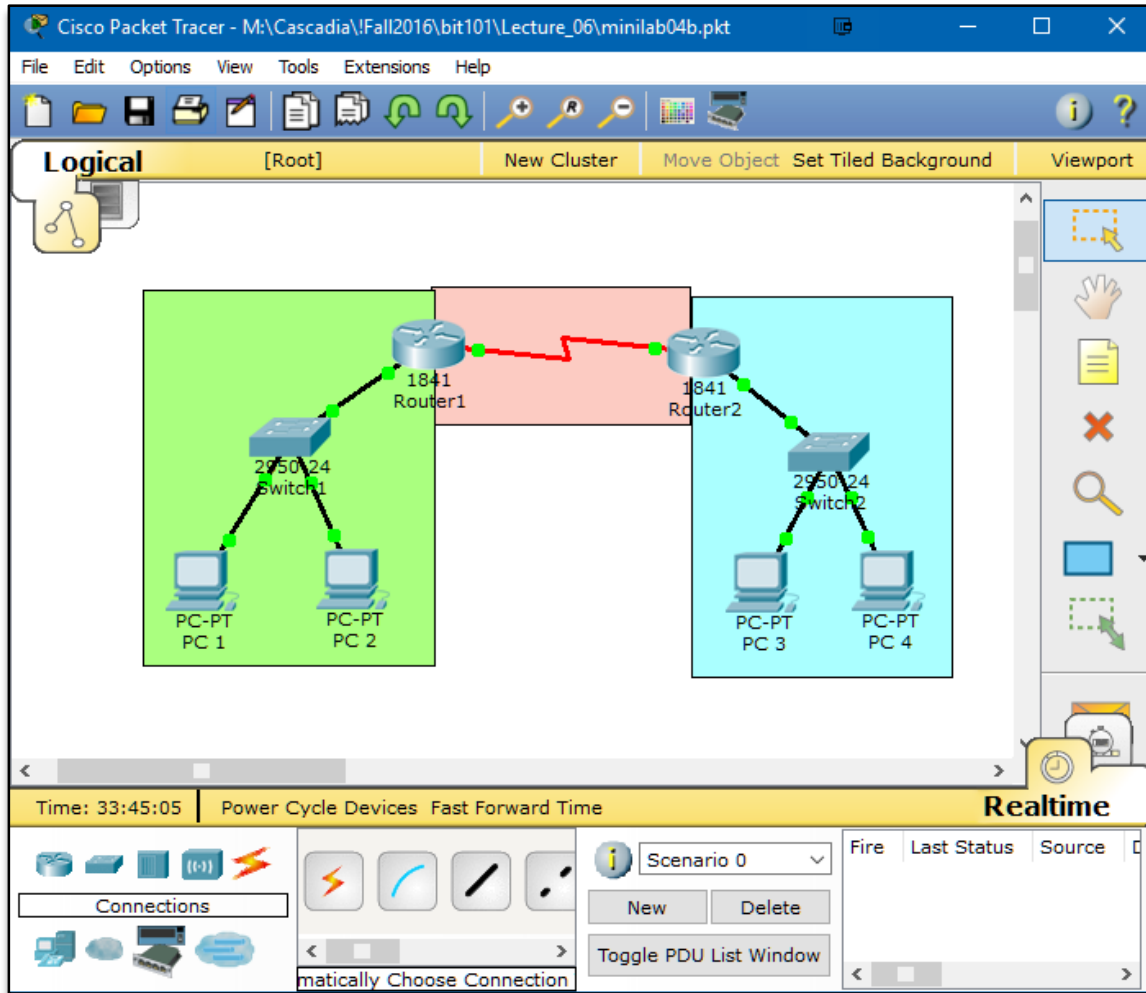 Cisco Packet Tracer - M:\Cascadia\!Fall2016\bit101\Lecture_06\minilab04b.pkt
File Edit Options View Tools Extensions Help
R i ?
Logical [Root] New Cluster Move Object Set Tiled Background Viewport
1841
Router1
1841
Router2
2950-24
Switch1
2950-24
Switch2
PC-PT
PC 1
PC-PT
PC 2
PC-PT
PC 3
PC-PT
PC 4
Time: 33:45:05 Power Cycle Devices Fast Forward Time Realtime
Connections
matically Choose Connection
i Scenario 0
New Delete
Toggle PDU List Window
Fire Last Status Source D